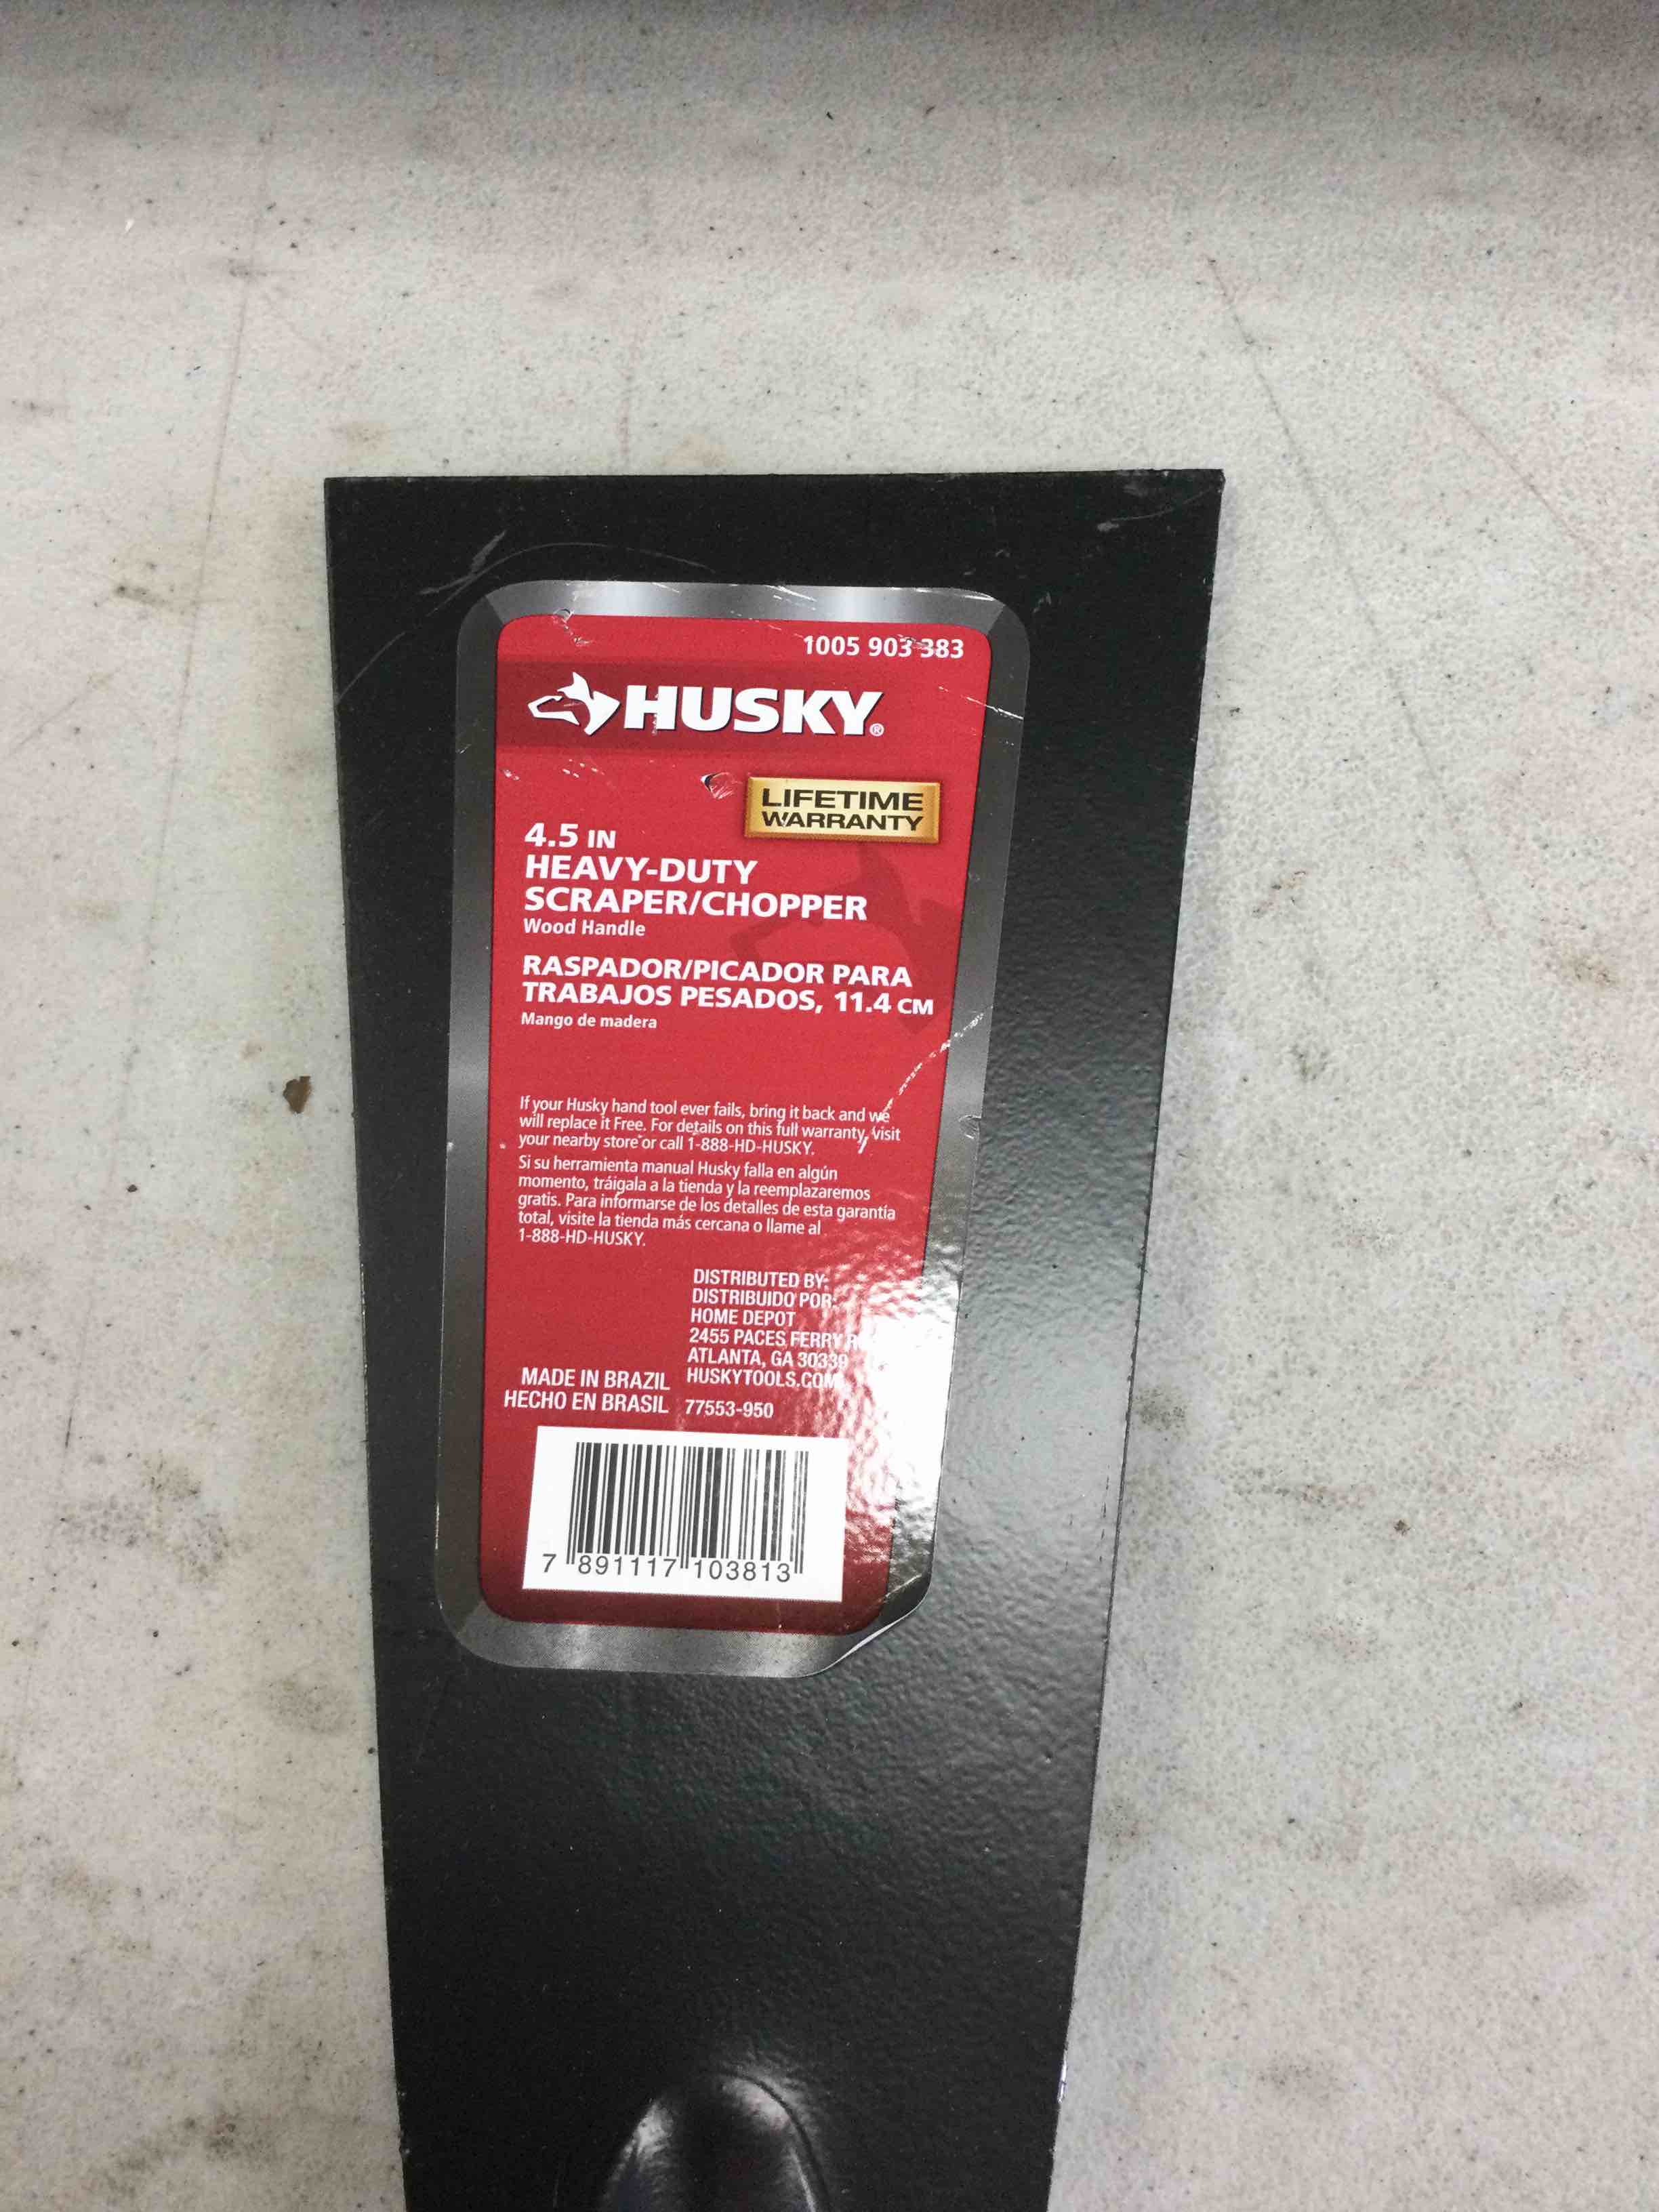 1005 903 383
HUSKY®
LIFETIME
WARRANTY
4.5 IN
HEAVY-DUTY
SCRAPER/CHOPPER
Wood Handle
RASPADOR/PICADOR PARA
TRABAJOS PESADOS, 11.4 CM
Mango de madera
If your Husky hand tool ever fails, bring it back and we
will replace it Free. For details on this full warranty, visit
your nearby store or call 1-888-HD-HUSKY.
Si su herramienta manual Husky falla en algún
momento, tráigala a la tienda y la reemplazaremos
gratis. Para informarse de los detalles de esta garantía
total, visite la tienda más cercana o llame al
1-888-HD-HUSKY.
DISTRIBUTED BY:
DISTRIBUIDO POR:
HOME DEPOT
2455 PACES FERRY
ATLANTA, GA 30339
HUSKYTOOLS.COM
MADE IN BRAZIL
HECHO EN BRASIL
77553-950
7 891117 103813